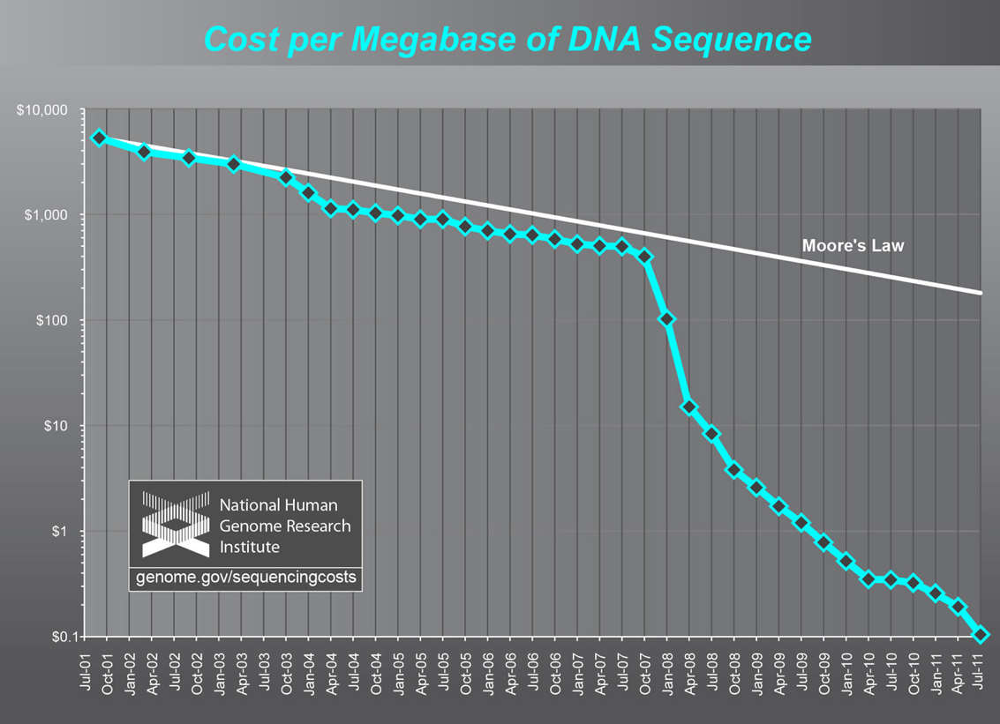 Cost per Megabase of DNA Sequence
$10,000
$1,000
$100
$10
$1
$0.1
Moore's Law
National Human
Genome Research
Institute
genome.gov/sequencingcosts
Jul-01
Oct-01
Jan-02
Apr-02
Jul-02
Oct-02
Jan-03
Apr-03
Jul-03
Oct-03
Jan-04
Apr-04
Jul-04
Oct-04
Jan-05
Apr-05
Jul-05
Oct-05
Jan-06
Apr-06
Jul-06
Oct-06
Jan-07
Apr-07
Jul-07
Oct-07
Jan-08
Apr-08
Jul-08
Oct-08
Jan-09
Apr-09
Jul-09
Oct-09
Jan-10
Apr-10
Jul-10
Oct-10
Jan-11
Apr-11
Jul-11